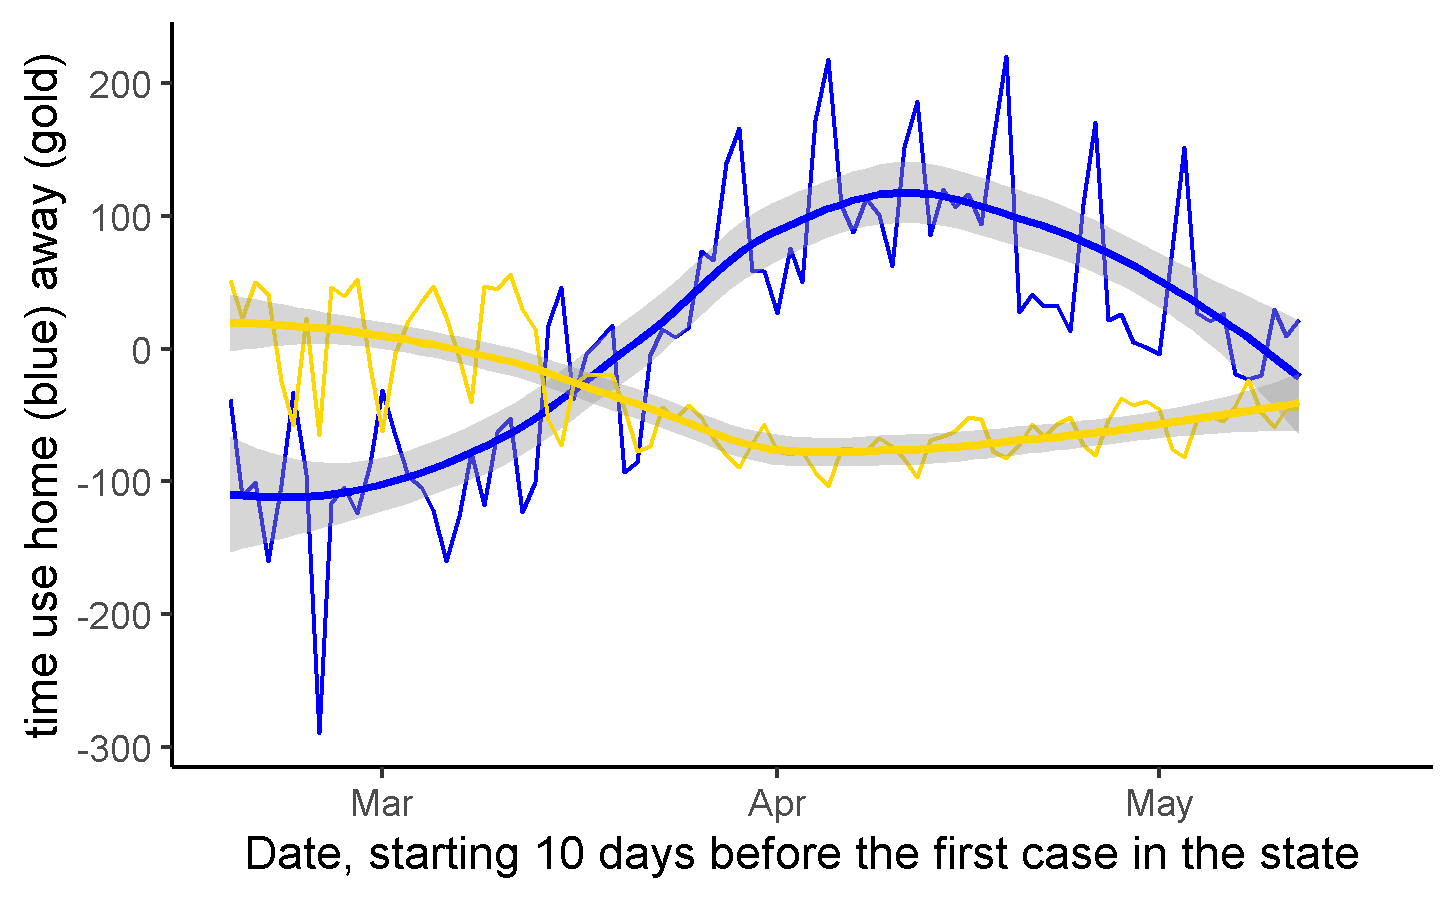 time use home (blue) away (gold)
200
100
0
-100
-200
-300
Mar Apr May
Date, starting 10 days before the first case in the state